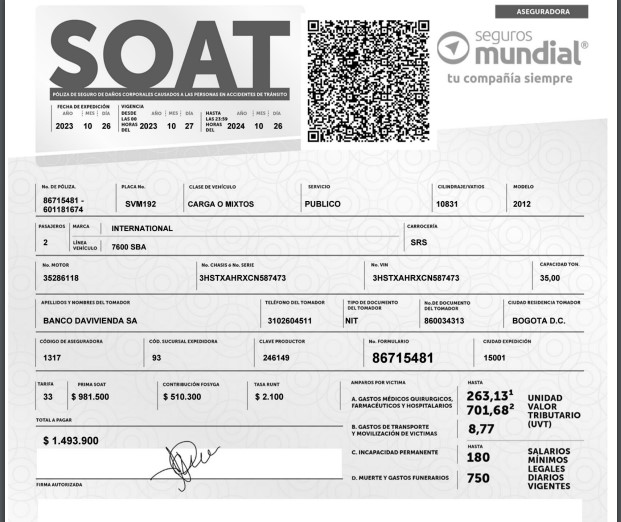 ASEGURADORA
SOAT
seguros
mundial®
tu compañía siempre
PÓLIZA DE SEGURO DE DAÑOS CORPORALES CAUSADOS A LAS PERSONAS EN ACCIDENTES DE TRÁNSITO
FECHA DE EXPEDICIÓN
AÑO | MES | DÍA
2023 10 26
VIGENCIA
DESDE LAS 00 HORAS DEL
AÑO | MES | DÍA
2023 10 27
HASTA LAS 23:59 HORAS DEL
AÑO | MES | DÍA
2024 10 26
No. DE PÓLIZA. PLACA No. CLASE DE VEHÍCULO SERVICIO CILINDRAJE/VATIOS MODELO
86715481 - 601181674 SVM192 CARGA O MIXTOS PUBLICO 10831 2012
PASAJEROS MARCA INTERNATIONAL CARROCERÍA
2 LÍNEA VEHÍCULO 7600 SBA SRS
No. MOTOR No. CHASIS ó No. SERIE No. VIN CAPACIDAD TON.
35286118 3HSTXAHRXCN587473 3HSTXAHRXCN587473 35,00
APELLIDOS Y NOMBRES DEL TOMADOR TELÉFONO DEL TOMADOR TIPO DE DOCUMENTO DEL TOMADOR No.DE DOCUMENTO DEL TOMADOR CIUDAD RESIDENCIA TOMADOR
BANCO DAVIVIENDA SA 3102604511 NIT 860034313 BOGOTA D.C.
CÓDIGO DE ASEGURADORA CÓD. SUCURSAL EXPEDIDORA CLAVE PRODUCTOR No. FORMULARIO CIUDAD EXPEDICIÓN
1317 93 246149 86715481 15001
TARIFA PRIMA SOAT CONTRIBUCIÓN FOSYGA TASA RUNT
33 $ 981.500 $ 510.300 $ 2.100
TOTAL A PAGAR
$ 1.493.900
FIRMA AUTORIZADA
AMPAROS POR VICTIMA HASTA
A. GASTOS MÉDICOS QUIRURGICOS, FARMACÉUTICOS Y HOSPITALARIOS
263,13¹
701,68²
B. GASTOS DE TRANSPORTE Y MOVILIZACIÓN DE VICTIMAS
8,77
UNIDAD
VALOR
TRIBUTARIO
(UVT)
C. INCAPACIDAD PERMANENTE
HASTA
180
D. MUERTE Y GASTOS FUNERARIOS
750
SALARIOS
MÍNIMOS
LEGALES
DIARIOS
VIGENTES